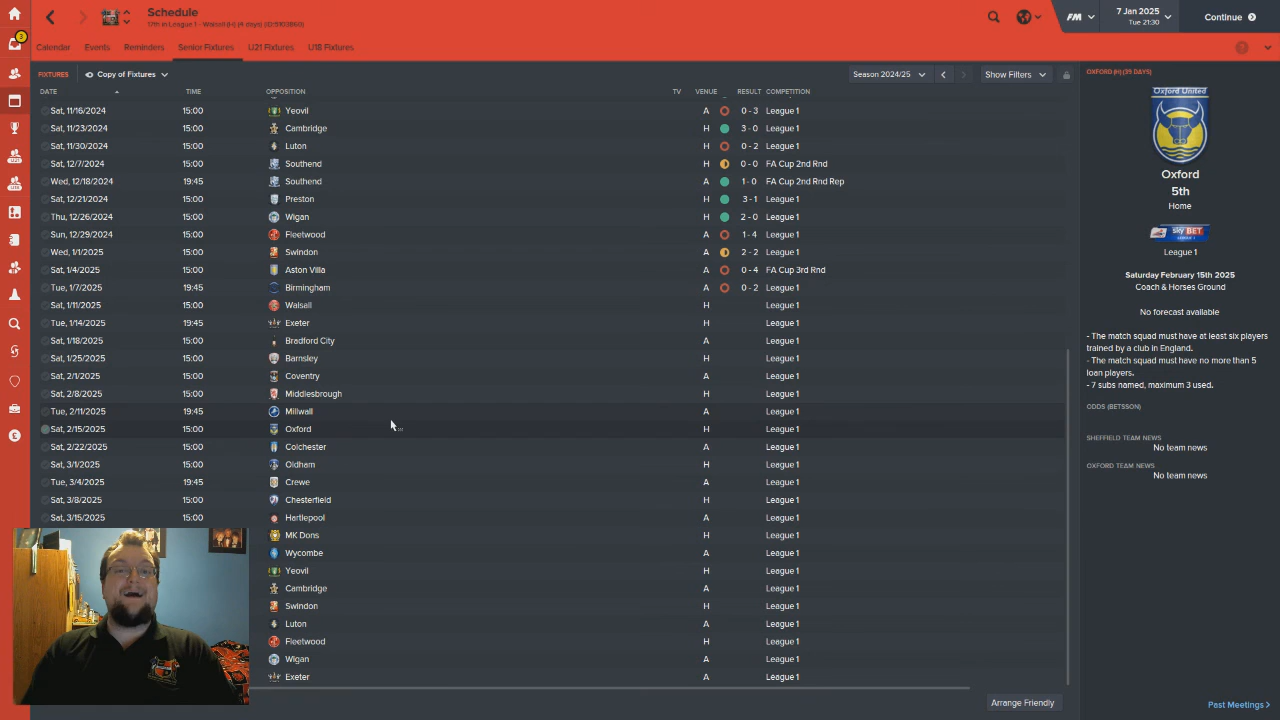 3
Schedule
7 Jan 2025
Tue 21:30
FM
Continue
Calendar Events Reminders Senior Fixtures U21 Fixtures U18 Fixtures
FIXTURES Copy of Fixtures Season 2024/25 Show Filters
DATE TIME OPPOSITION TV VENUE RESULT COMPETITION
Sat, 11/16/2024 15:00 Yeovil A 0 - 3 League 1
Sat, 11/23/2024 15:00 Cambridge H 3 - 0 League 1
Sat, 11/30/2024 15:00 Luton H 0 - 2 League 1
Sat, 12/7/2024 15:00 Southend H 0 - 0 FA Cup 2nd Rnd
Wed, 12/18/2024 19:45 Southend A 1 - 0 FA Cup 2nd Rnd Rep
Sat, 12/21/2024 15:00 Preston H 3 - 1 League 1
Thu, 12/26/2024 15:00 Wigan H 2 - 0 League 1
Sun, 12/29/2024 15:00 Fleetwood A 1 - 4 League 1
Wed, 1/1/2025 15:00 Swindon A 2 - 2 League 1
Sat, 1/4/2025 15:00 Aston Villa A 0 - 4 FA Cup 3rd Rnd
Tue, 1/7/2025 19:45 Birmingham A 0 - 2 League 1
Sat, 1/11/2025 15:00 Walsall H League 1
Tue, 1/14/2025 19:45 Exeter H League 1
Sat, 1/18/2025 15:00 Bradford City A League 1
Sat, 1/25/2025 15:00 Barnsley H League 1
Sat, 2/1/2025 15:00 Coventry A League 1
Sat, 2/8/2025 15:00 Middlesbrough H League 1
Tue, 2/11/2025 19:45 Millwall A League 1
Sat, 2/15/2025 15:00 Oxford H League 1
Sat, 2/22/2025 15:00 Colchester A League 1
Sat, 3/1/2025 15:00 Oldham H League 1
Tue, 3/4/2025 19:45 Crewe A League 1
Sat, 3/8/2025 15:00 Chesterfield H League 1
Sat, 3/15/2025 15:00 Hartlepool A League 1
MK Dons H League 1
Wycombe A League 1
Yeovil H League 1
Cambridge A League 1
Swindon H League 1
Luton A League 1
Fleetwood H League 1
Wigan A League 1
Exeter A League 1
Arrange Friendly
OXFORD (H) (39 DAYS)
Oxford United
Oxford
5th
Home
sky BET
League 1
Saturday February 15th 2025
Coach & Horses Ground
No forecast available
- The match squad must have at least six players
trained by a club in England.
- The match squad must have no more than 5
loan players.
- 7 subs named, maximum 3 used.
ODDS (BETSSON)
SHEFFIELD TEAM NEWS
No team news
OXFORD TEAM NEWS
No team news
Past Meetings >